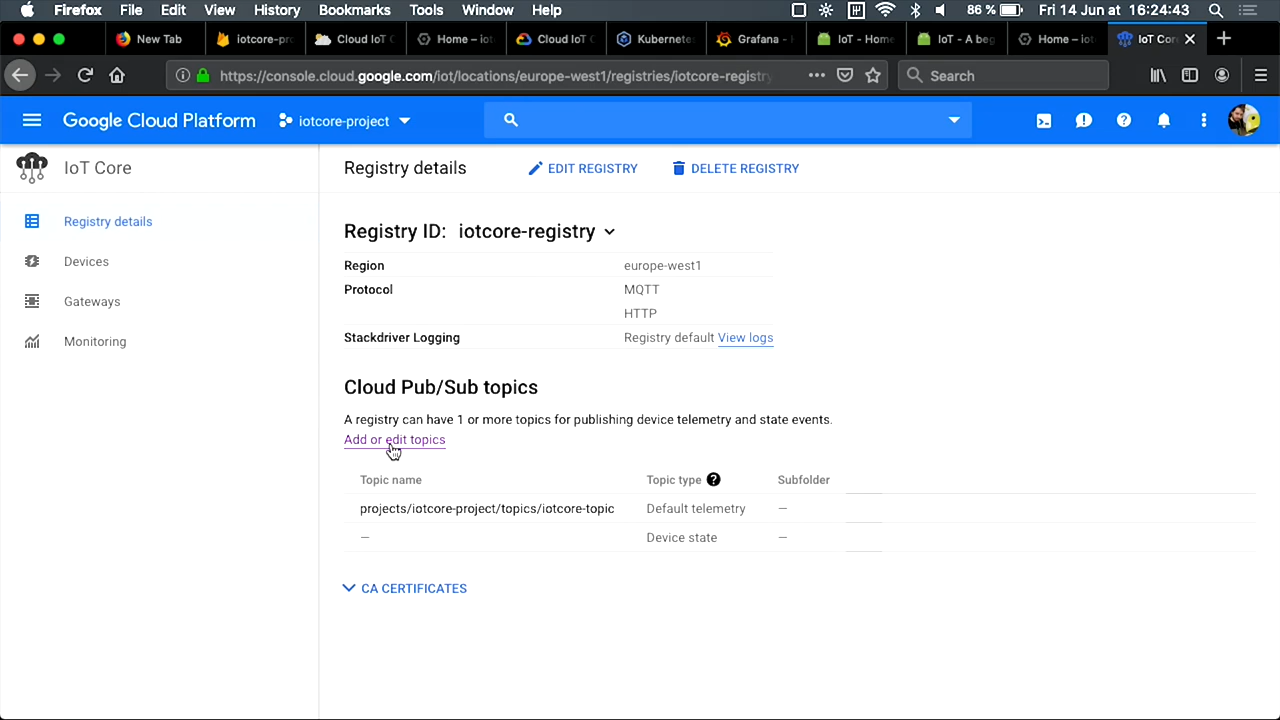 Firefox File Edit View History Bookmarks Tools Window Help 86 % Fri 14 Jun at 16:24:43
New Tab iotcore-pr Cloud IoT C Home – iot Cloud IoT C Kubernete Grafana - IoT - Home IoT - A beg Home – iot IoT Core
https://console.cloud.google.com/iot/locations/europe-west1/registries/iotcore-registry Search
Google Cloud Platform iotcore-project
IoT Core
Registry details EDIT REGISTRY DELETE REGISTRY
Registry details
Devices
Gateways
Monitoring
Registry ID: iotcore-registry
Region europe-west1
Protocol MQTT
HTTP
Stackdriver Logging Registry default View logs
Cloud Pub/Sub topics
A registry can have 1 or more topics for publishing device telemetry and state events.
Add or edit topics
Topic name Topic type Subfolder
projects/iotcore-project/topics/iotcore-topic Default telemetry —
— Device state —
CA CERTIFICATES